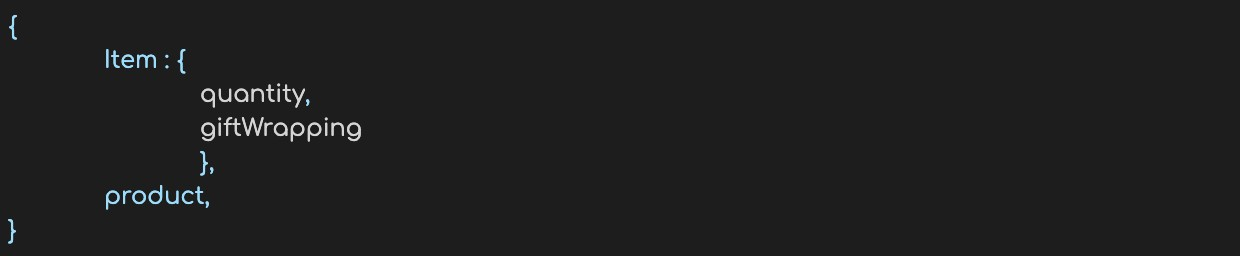 {
Item : {
quantity,
giftWrapping
},
product,
}